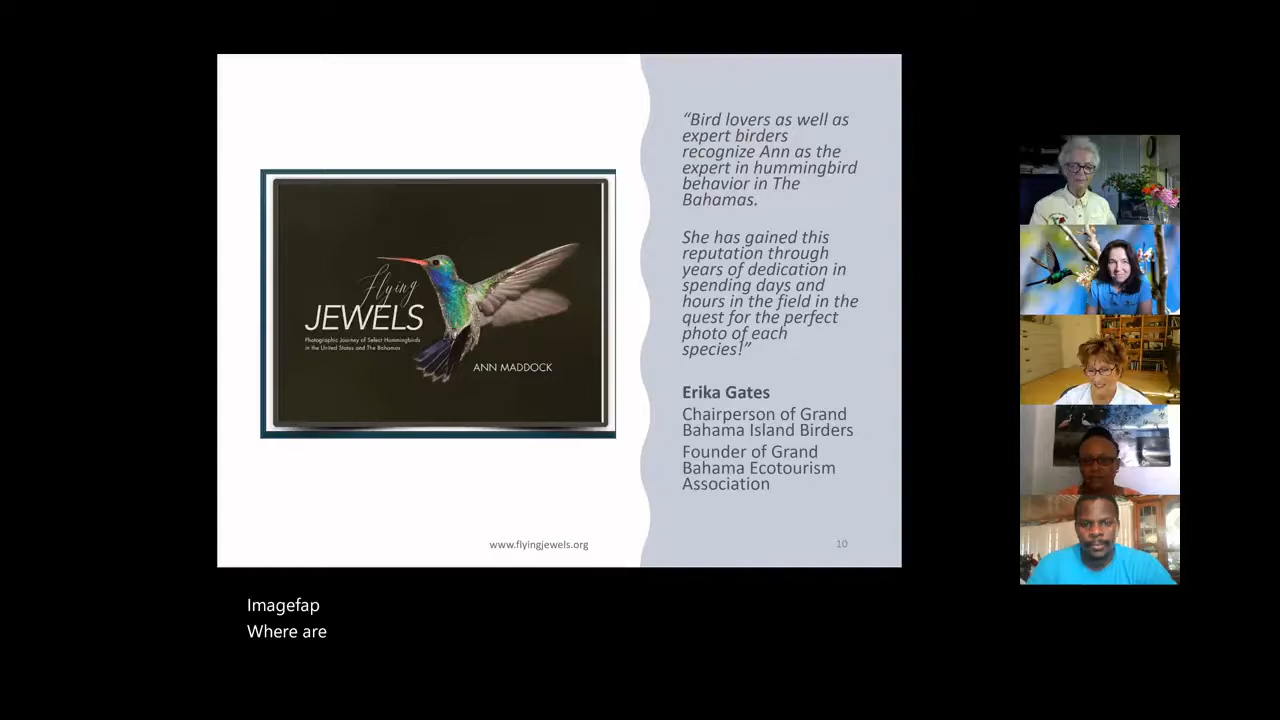 Flying
JEWELS
Photographic Journey of Select Hummingbirds
in the United States and The Bahamas
ANN MADDOCK
“Bird lovers as well as
expert birders
recognize Ann as the
expert in hummingbird
behavior in The
Bahamas.
She has gained this
reputation through
years of dedication in
spending days and
hours in the field in the
quest for the perfect
photo of each
species!”
Erika Gates
Chairperson of Grand
Bahama Island Birders
Founder of Grand
Bahama Ecotourism
Association
www.flyingjewels.org
10
Imagefap
Where are